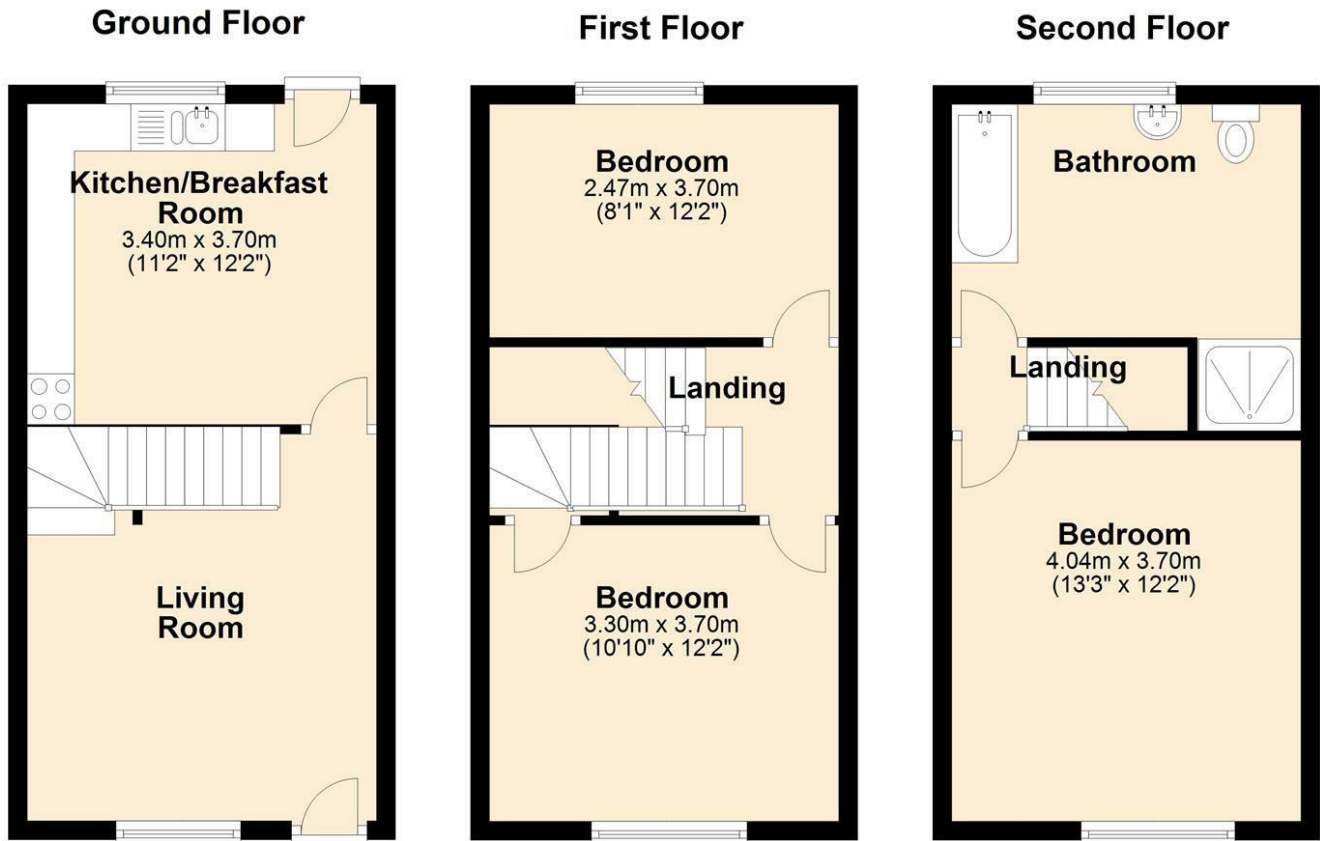 Ground Floor
Kitchen/Breakfast
Room
3.40m x 3.70m
(11'2" x 12'2")
Living
Room
First Floor
Bedroom
2.47m x 3.70m
(8'1" x 12'2")
Landing
Bedroom
3.30m x 3.70m
(10'10" x 12'2")
Second Floor
Bathroom
Landing
Bedroom
4.04m x 3.70m
(13'3" x 12'2")